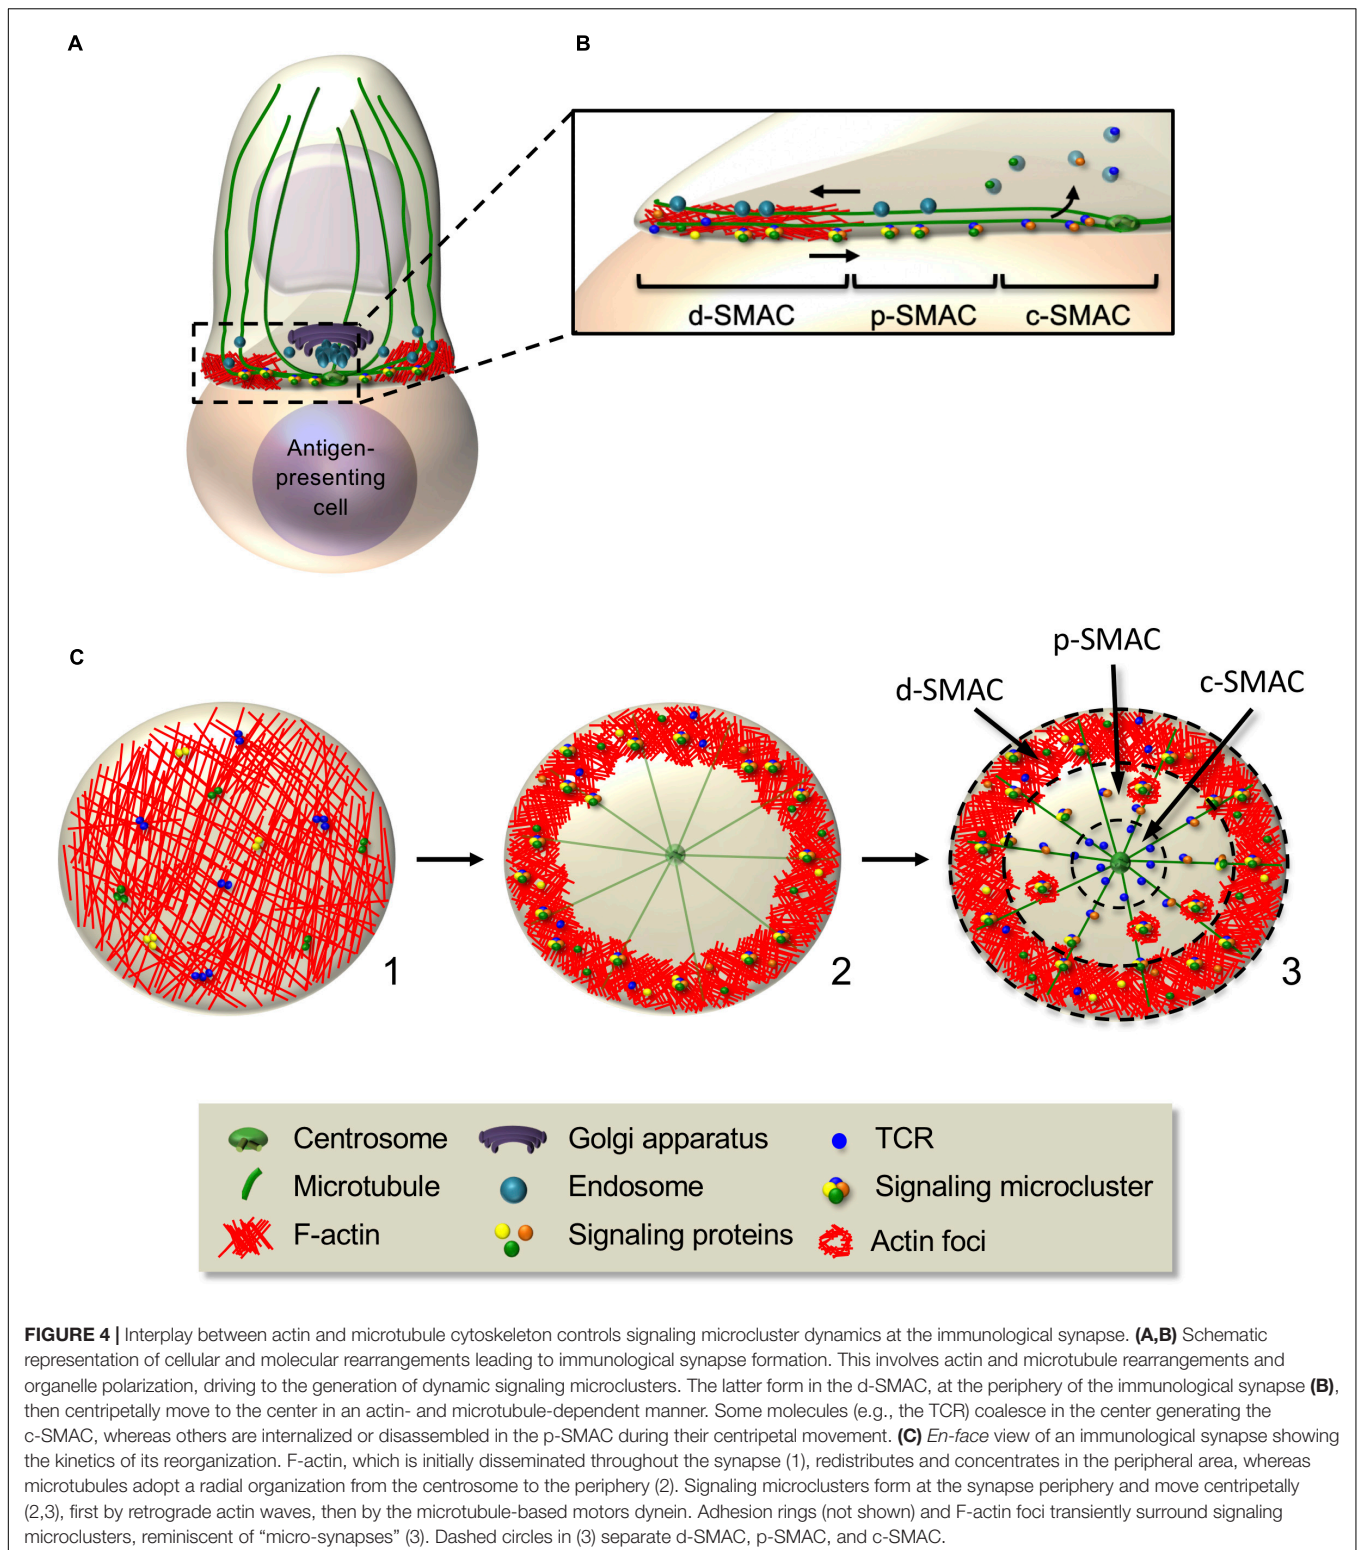 A
B
Antigen-
presenting
cell
d-SMAC
p-SMAC
c-SMAC
C
p-SMAC
d-SMAC
c-SMAC
1
2
3
Centrosome
Golgi apparatus
TCR
Microtubule
Endosome
Signaling microcluster
F-actin
Signaling proteins
Actin foci
FIGURE 4 | Interplay between actin and microtubule cytoskeleton controls signaling microcluster dynamics at the immunological synapse. (A,B) Schematic
representation of cellular and molecular rearrangements leading to immunological synapse formation. This involves actin and microtubule rearrangements and
organelle polarization, driving to the generation of dynamic signaling microclusters. The latter form in the d-SMAC, at the periphery of the immunological synapse (B),
then centripetally move to the center in an actin- and microtubule-dependent manner. Some molecules (e.g., the TCR) coalesce in the center generating the
c-SMAC, whereas others are internalized or disassembled in the p-SMAC during their centripetal movement. (C) En-face view of an immunological synapse showing
the kinetics of its reorganization. F-actin, which is initially disseminated throughout the synapse (1), redistributes and concentrates in the peripheral area, whereas
microtubules adopt a radial organization from the centrosome to the periphery (2). Signaling microclusters form at the synapse periphery and move centripetally
(2,3), first by retrograde actin waves, then by the microtubule-based motors dynein. Adhesion rings (not shown) and F-actin foci transiently surround signaling
microclusters, reminiscent of “micro-synapses” (3). Dashed circles in (3) separate d-SMAC, p-SMAC, and c-SMAC.